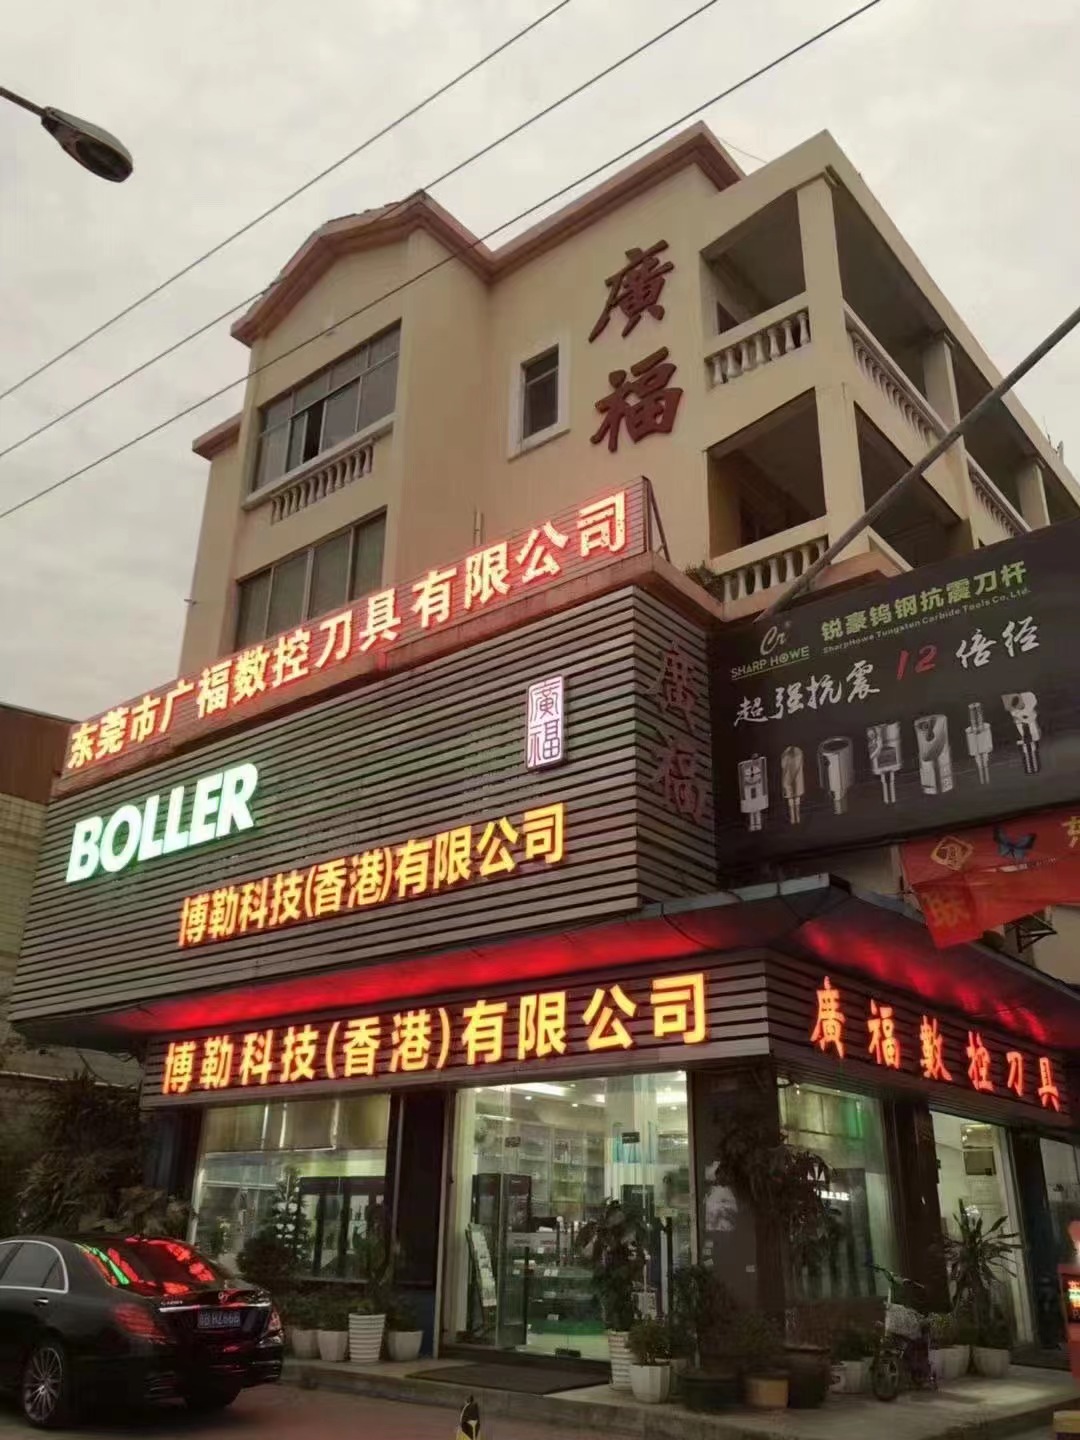 廣福
东莞市广福数控刀具有限公司
廣福
BOLLER
博勒科技(香港)有限公司
廣福
SHARP HOWE
锐豪钨钢抗震刀杆
SharpHowe Tungsten Carbide Tools Co., Ltd.
超强抗震 12 倍径
博勒科技(香港)有限公司
廣福數控刀具